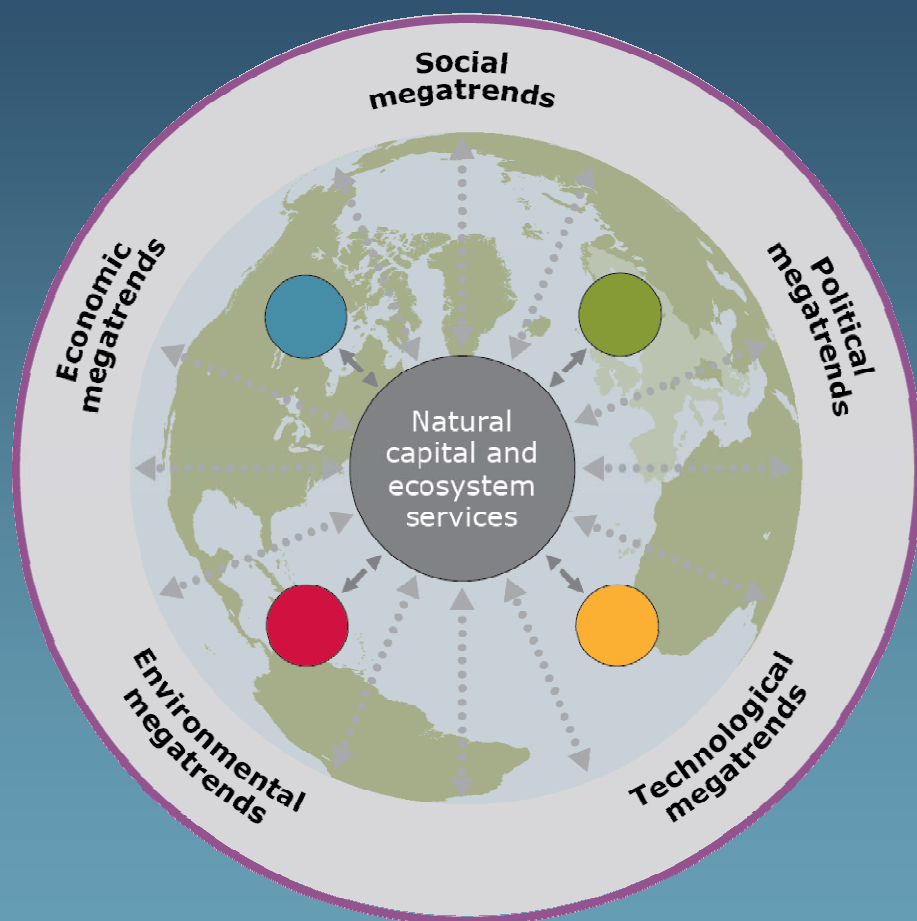 Social
megatrends
Economic
megatrends
Political
megatrends
Natural
capital and
ecosystem
services
Environmental
megatrends
Technological
megatrends